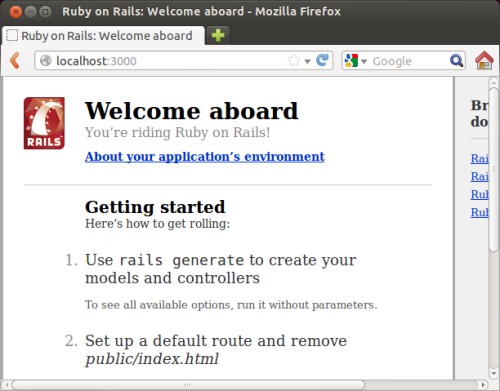 Ruby on Rails: Welcome aboard - Mozilla Firefox
Ruby on Rails: Welcome aboard
localhost:3000
Google
RAILS
Welcome aboard
You're riding Ruby on Rails!
About your application's environment
Getting started
Here's how to get rolling:
1. Use rails generate to create your
models and controllers
To see all available options, run it without parameters.
2. Set up a default route and remove
public/index.html
Br
do
Rai
Rai
Rub
Rub